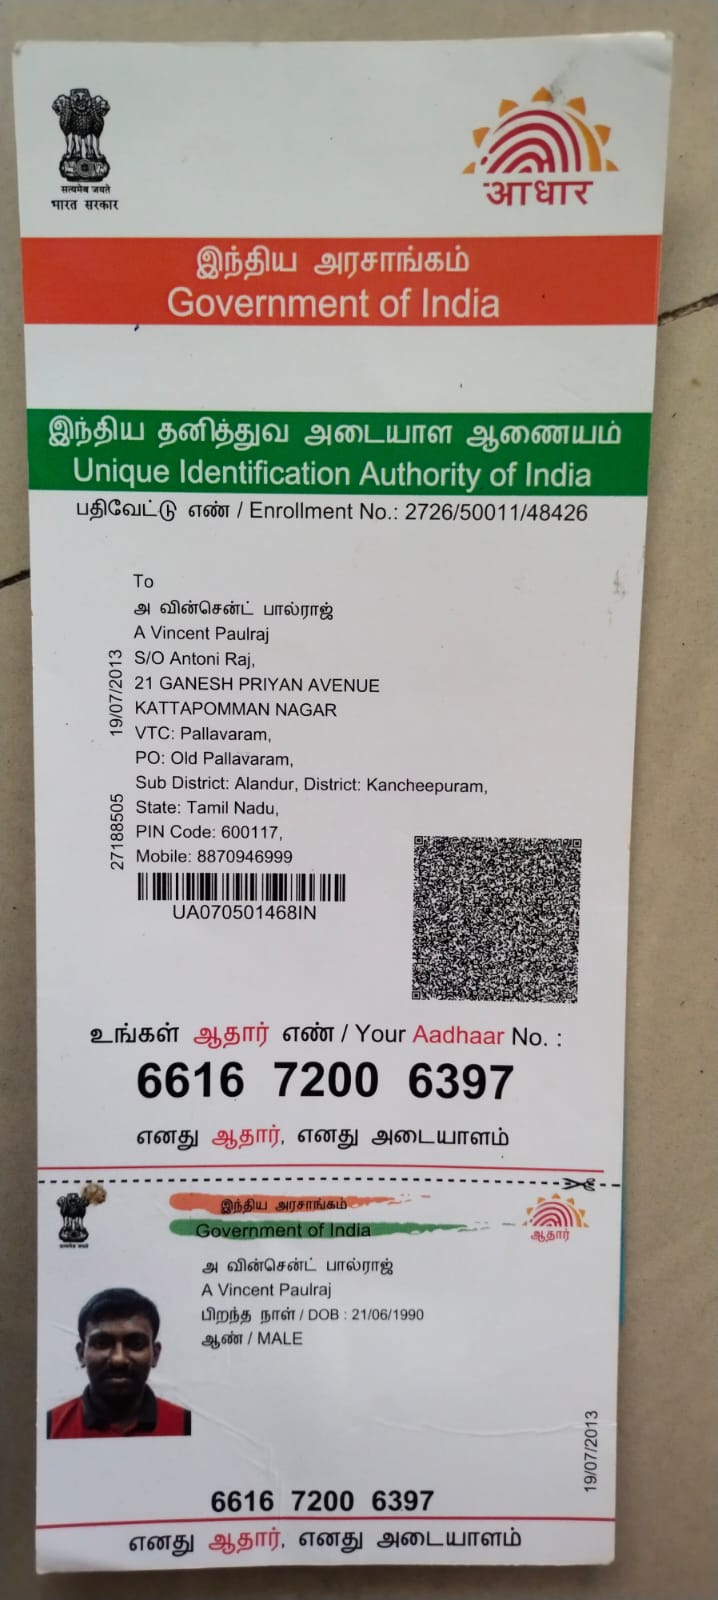 सत्यमेव जयते
भारत सरकार
आधार
இந்திய அரசாங்கம்
Government of India
இந்திய தனித்துவ அடையாள ஆணையம்
Unique Identification Authority of India
பதிவேட்டு எண் / Enrollment No.: 2726/50011/48426
To
அ வின்சென்ட் பால்ராஜ்
A Vincent Paulraj
S/O Antoni Raj,
21 GANESH PRIYAN AVENUE
KATTAPOMMAN NAGAR
VTC: Pallavaram,
PO: Old Pallavaram,
Sub District: Alandur, District: Kancheepuram,
State: Tamil Nadu,
PIN Code: 600117,
Mobile: 8870946999
19/07/2013
27188505
UA070501468IN
உங்கள் ஆதார் எண் / Your Aadhaar No. :
6616 7200 6397
எனது ஆதார், எனது அடையாளம்
இந்திய அரசாங்கம்
Government of India
ஆதார்
அ வின்சென்ட் பால்ராஜ்
A Vincent Paulraj
பிறந்த நாள் / DOB : 21/06/1990
ஆண் / MALE
19/07/2013
6616 7200 6397
எனது ஆதார், எனது அடையாளம்